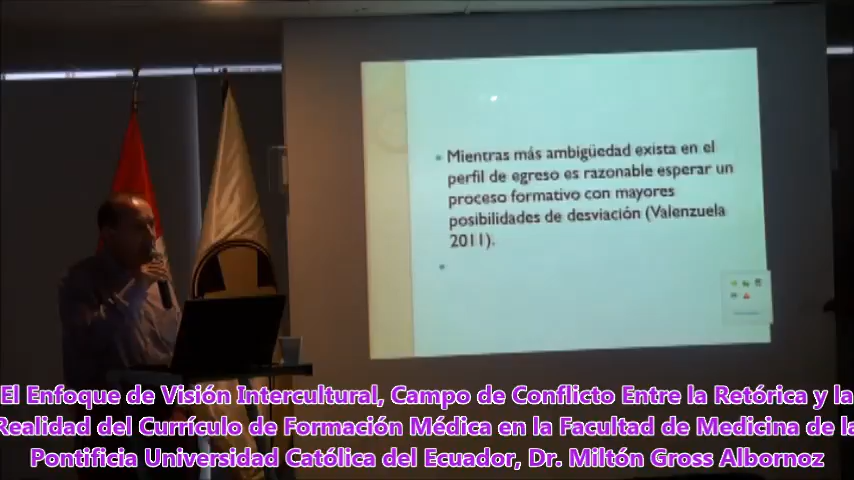 Mientras más ambigüedad exista en el
perfil de egreso es razonable esperar un
proceso formativo con mayores
posibilidades de desviación (Valenzuela
2011).
El Enfoque de Visión Intercultural, Campo de Conflicto Entre la Retórica y la
Realidad del Currículo de Formación Médica en la Facultad de Medicina de la
Pontificia Universidad Católica del Ecuador, Dr. Miltón Gross Albornoz